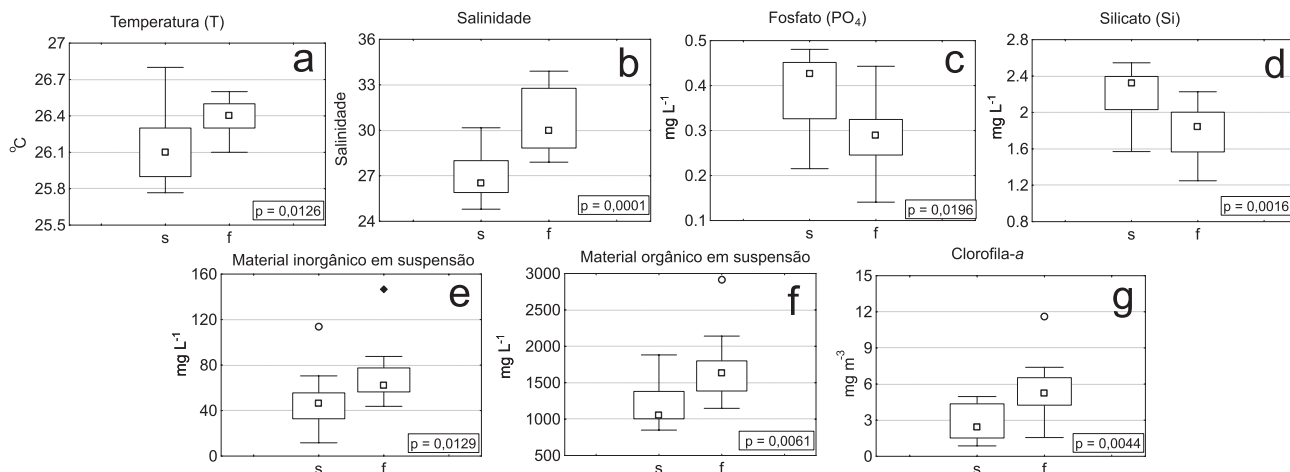 Temperatura (T)
a
27
26.7
26.4
26.1
25.8
25.5
°C
s f
p = 0,0126
Salinidade
b
36
33
30
27
24
Salinidade
s f
p = 0,0001
Fosfato (PO₄)
c
0.5
0.4
0.3
0.2
0.1
mg L⁻¹
s f
p = 0,0196
Silicato (Si)
d
2.8
2.4
2
1.6
1.2
0.8
mg L⁻¹
s f
p = 0,0016
Material inorgânico em suspensão
e
160
120
80
40
0
mg L⁻¹
s f
p = 0,0129
Material orgânico em suspensão
f
3000
2500
2000
1500
1000
500
mg L⁻¹
s f
p = 0,0061
Clorofila-a
g
15
12
9
6
3
0
mg m⁻³
s f
p = 0,0044